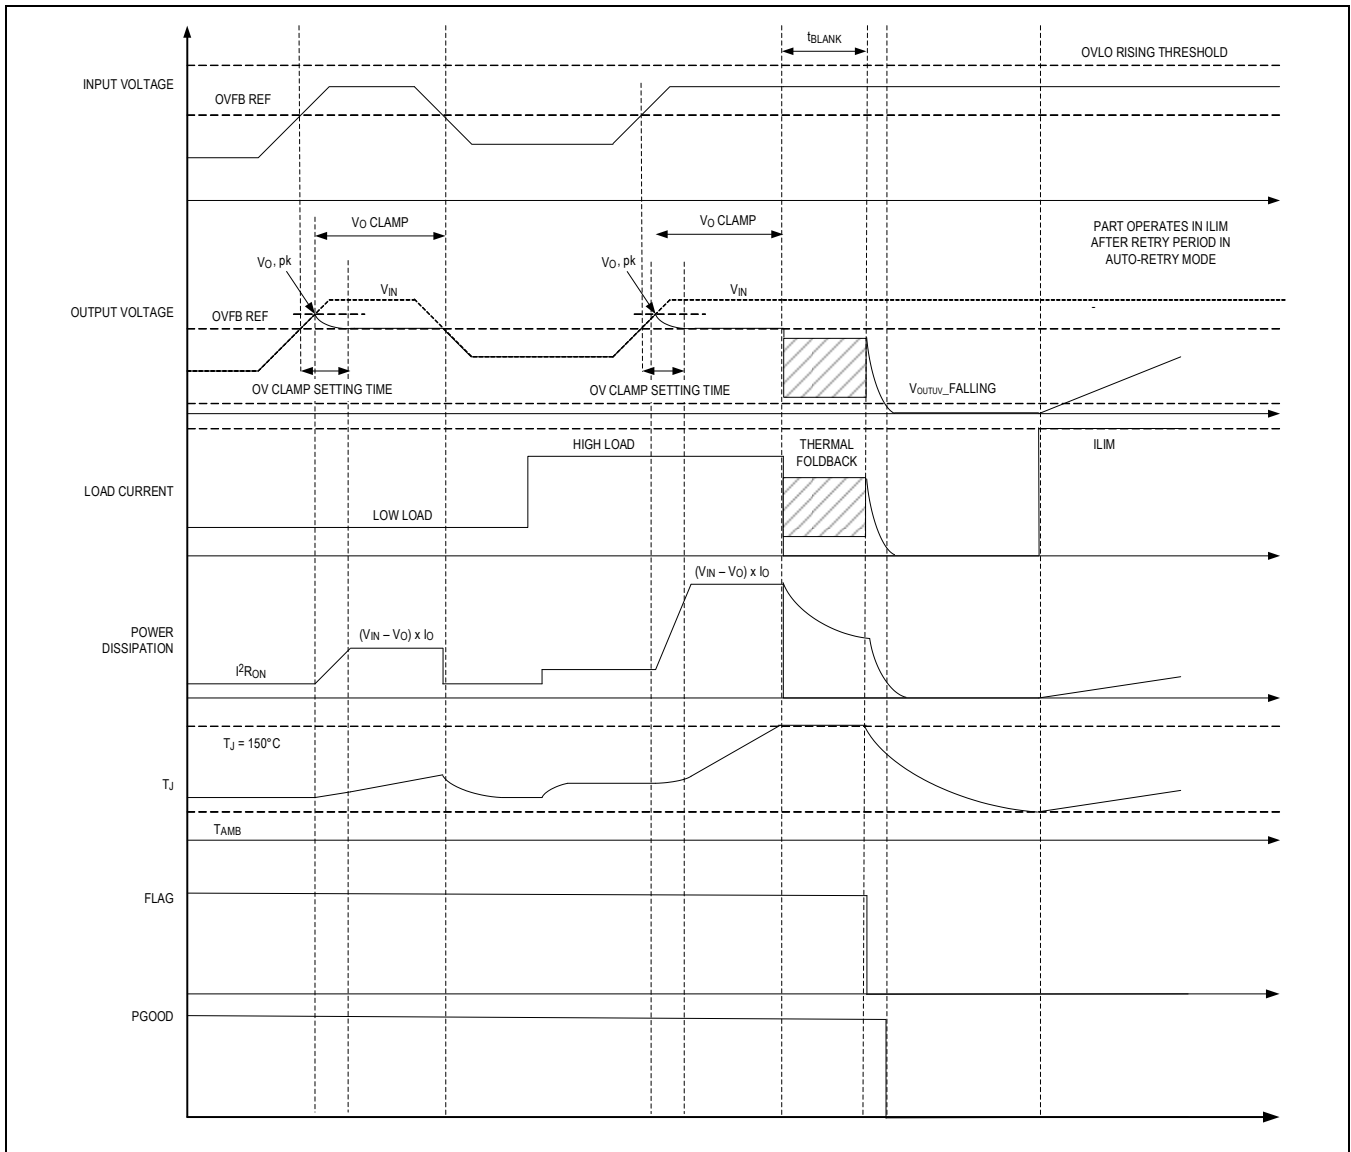 tBLANK
OVLO RISING THRESHOLD
INPUT VOLTAGE
OVFB REF
VO CLAMP
VO CLAMP
PART OPERATES IN ILIM
AFTER RETRY PERIOD IN
AUTO-RETRY MODE
VO, pk
VIN
VO, pk
VIN
OUTPUT VOLTAGE
OVFB REF
OV CLAMP SETTING TIME
OV CLAMP SETTING TIME
VOUTUV_FALLING
HIGH LOAD
THERMAL
FOLDBACK
ILIM
LOAD CURRENT
LOW LOAD
(VIN – VO) x IO
POWER
DISSIPATION
(VIN – VO) x IO
I²RON
TJ = 150°C
TJ
TAMB
FLAG
PGOOD